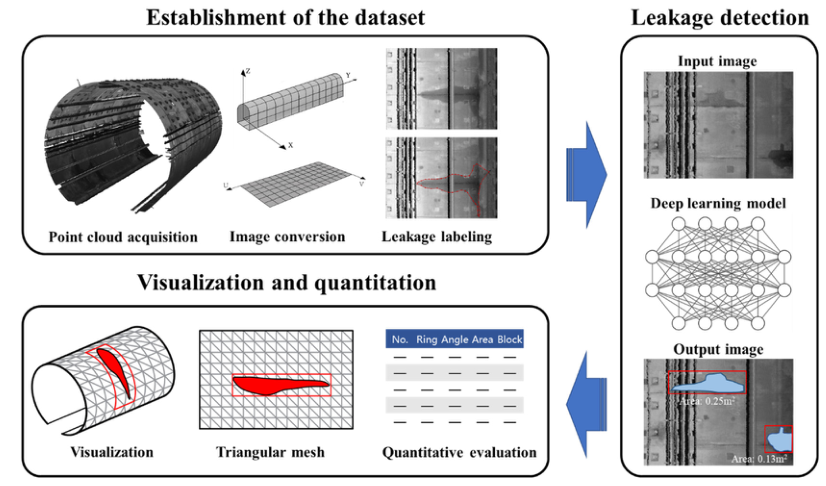 Establishment of the dataset
Z
Y
X
U
V
Point cloud acquisition
Image conversion
Leakage labeling
Leakage detection
Input image
Deep learning model
Output image
Area: 0.25m²
Area: 0.13m²
Visualization and quantitation
No. Ring Angle Area Block
Visualization
Triangular mesh
Quantitative evaluation